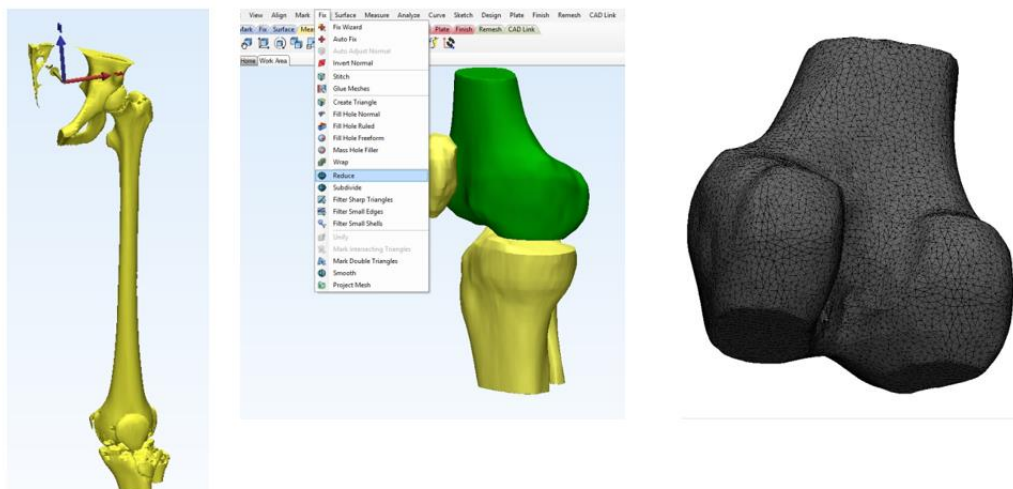 View Align Mark Fix Surface Measure Analyze Curve Sketch Design Plate Finish Remesh CAD Link
Mark Fix Surface Plate Finish Remesh CAD Link
Home Work Area
Fix Wizard
Auto Fix
Auto Adjust Normal
Invert Normal
Stitch
Glue Meshes
Create Triangle
Fill Hole Normal
Fill Hole Ruled
Fill Hole Freeform
Mass Hole Filler
Wrap
Reduce
Subdivide
Filter Sharp Triangles
Filter Small Edges
Filter Small Shells
Unify
Mark Intersecting Triangles
Mark Double Triangles
Smooth
Project Mesh